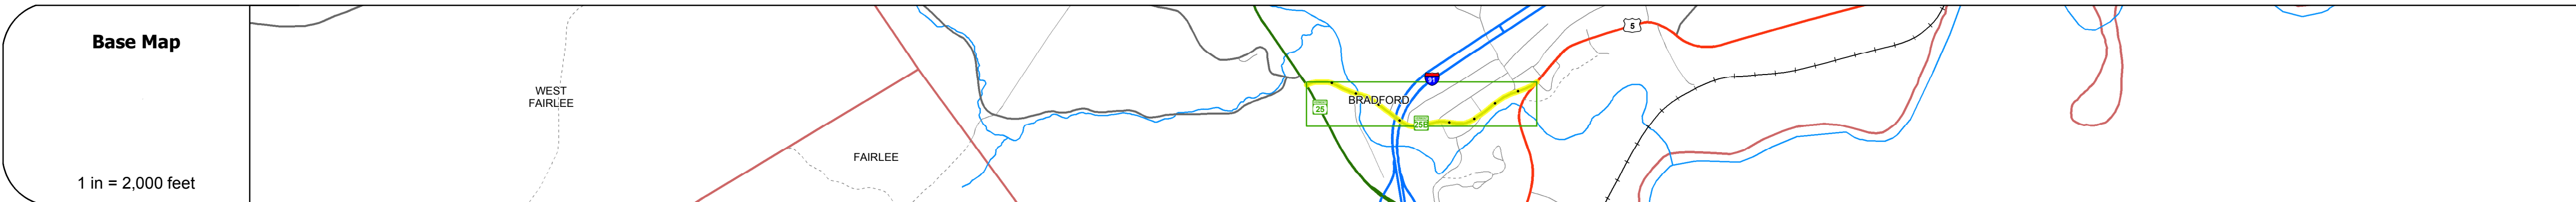 Base Map
1 in = 2,000 feet
WEST
FAIRLEE
FAIRLEE
BRADFORD
25
25B
91
5